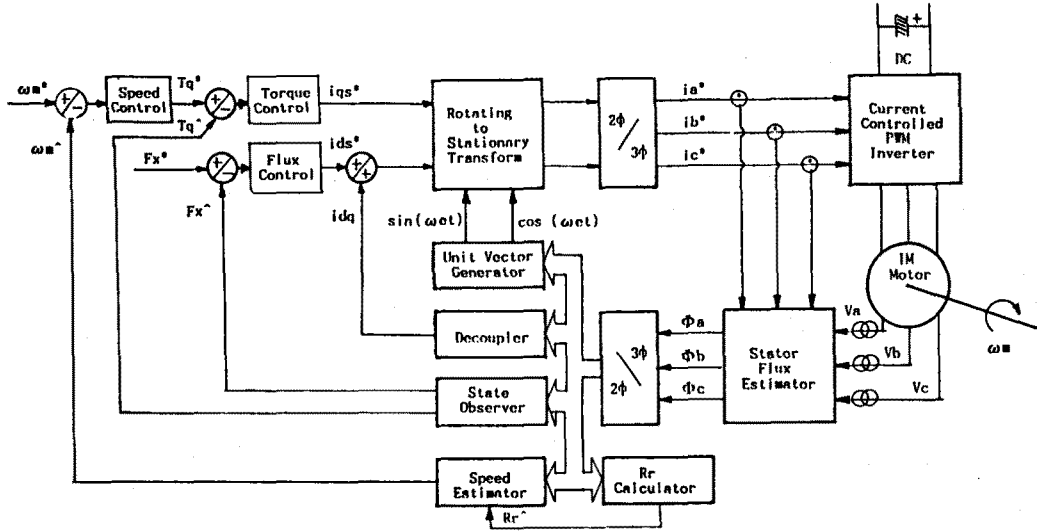 DC
ωm*
Speed
Control
Tq*
Torque
Control
iqs*
Rotating
to
Stationnry
Transform
2Φ
3Φ
ia*
ib*
ic*
Current
Controlled
PWM
Inverter
Tq^
ωm^
Fx*
Flux
Control
ids*
Fx^
idq
sin(ωet)
cos (ωet)
Unit Vector
Generator
IM
Motor
ωm
Decoupler
3Φ
2Φ
Φa
Φb
Φc
Stator
Flux
Estimator
Va
Vb
Vc
State
Observer
Speed
Estimator
Rr
Calculator
Rr^